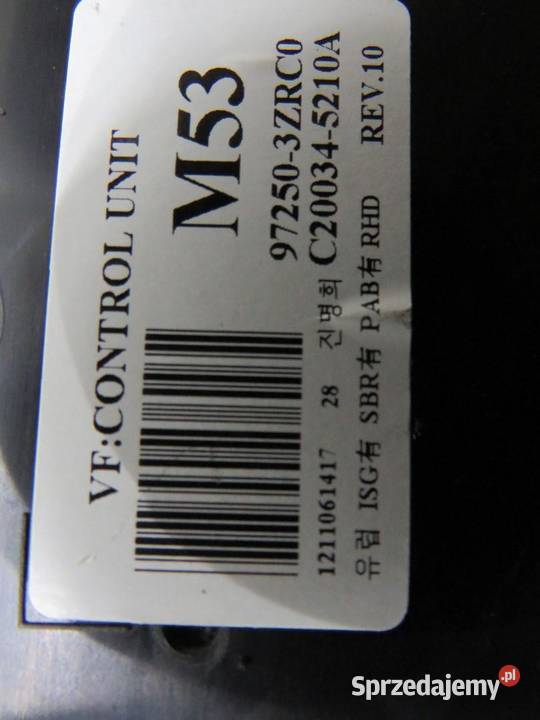 VF:CONTROL UNIT
M53
97250-3ZRC0
C20034-5210A
1211061417 28 진명희
유럽 ISG有 SBR有 PAB有 RHD REV.10
Sprzedajemy.pl